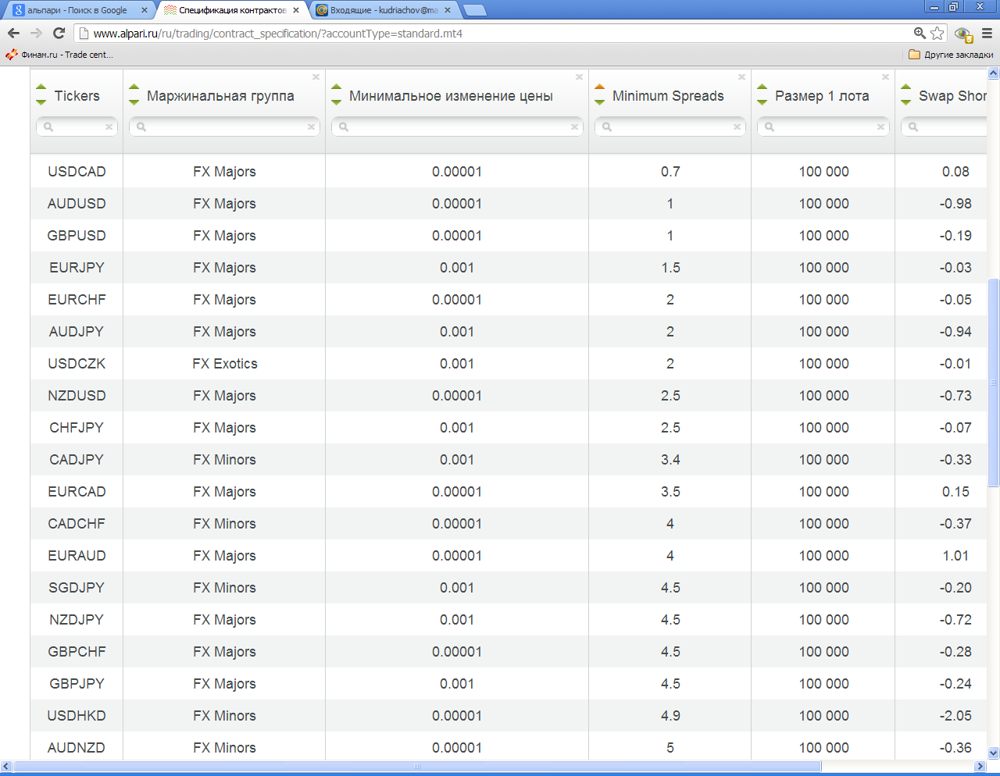 альпари - Поиск в Google
Спецификация контрактов
Входящие - kudriachov@ma
www.alpari.ru/ru/trading/contract_specification/?accountType=standard.mt4
Финам.ru - Trade cent...
Другие закладки
Tickers Маржинальная группа Минимальное изменение цены Minimum Spreads Размер 1 лота Swap Shor
USDCAD FX Majors 0.00001 0.7 100 000 0.08
AUDUSD FX Majors 0.00001 1 100 000 -0.98
GBPUSD FX Majors 0.00001 1 100 000 -0.19
EURJPY FX Majors 0.001 1.5 100 000 -0.03
EURCHF FX Majors 0.00001 2 100 000 -0.05
AUDJPY FX Majors 0.001 2 100 000 -0.94
USDCZK FX Exotics 0.001 2 100 000 -0.01
NZDUSD FX Majors 0.00001 2.5 100 000 -0.73
CHFJPY FX Majors 0.001 2.5 100 000 -0.07
CADJPY FX Minors 0.001 3.4 100 000 -0.33
EURCAD FX Majors 0.00001 3.5 100 000 0.15
CADCHF FX Minors 0.00001 4 100 000 -0.37
EURAUD FX Majors 0.00001 4 100 000 1.01
SGDJPY FX Minors 0.001 4.5 100 000 -0.20
NZDJPY FX Majors 0.001 4.5 100 000 -0.72
GBPCHF FX Majors 0.00001 4.5 100 000 -0.28
GBPJPY FX Majors 0.001 4.5 100 000 -0.24
USDHKD FX Minors 0.00001 4.9 100 000 -2.05
AUDNZD FX Minors 0.00001 5 100 000 -0.36